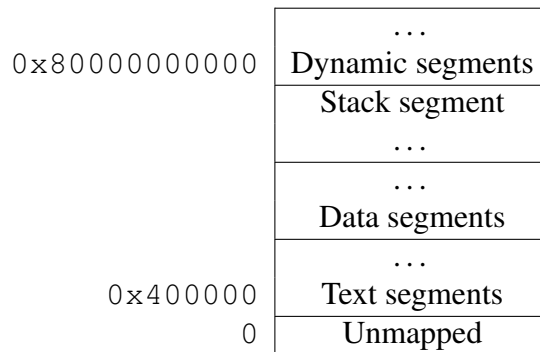 ...
0x80000000000 Dynamic segments
Stack segment
...
...
Data segments
...
0x400000 Text segments
0 Unmapped